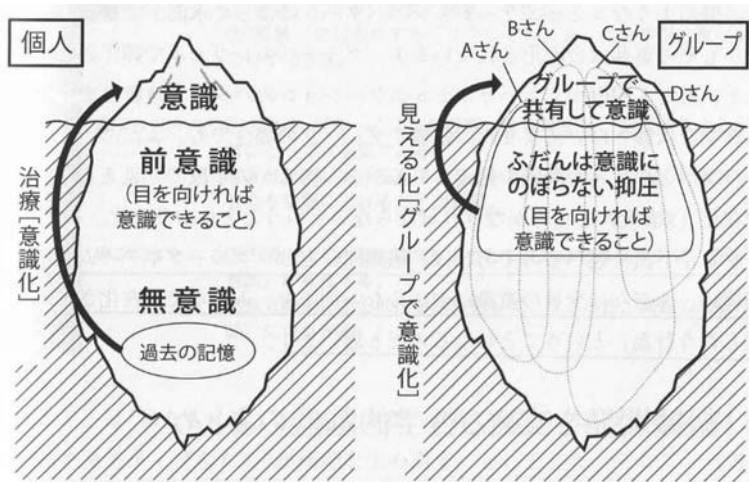 個人
意識
前意識
(目を向ければ
意識できること)
無意識
過去の記憶
治療[意識化]
グループ
Aさん
Bさん
Cさん
Dさん
グループで
共有して意識
ふだんは意識に
のぼらない抑圧
(目を向ければ
意識できること)
見える化[グループで意識化]